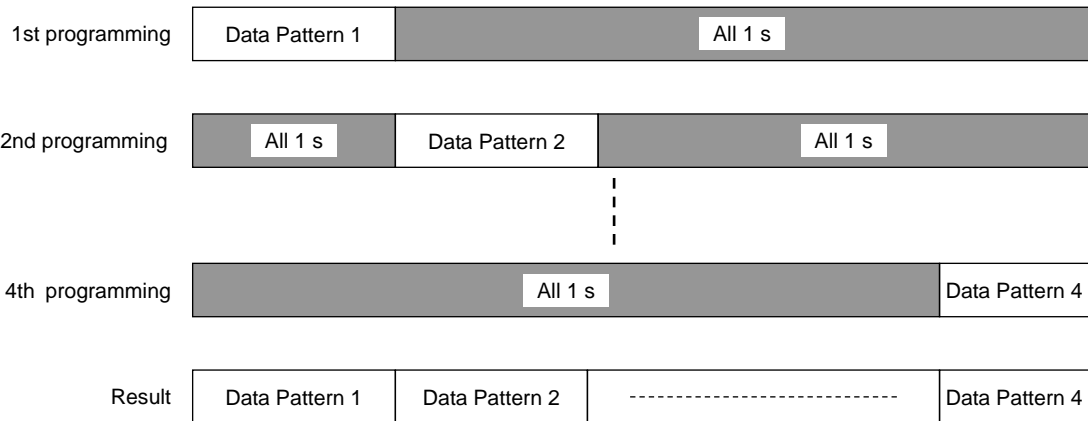 1st programming Data Pattern 1 All 1 s
2nd programming All 1 s Data Pattern 2 All 1 s
4th programming All 1 s Data Pattern 4
Result Data Pattern 1 Data Pattern 2 Data Pattern 4